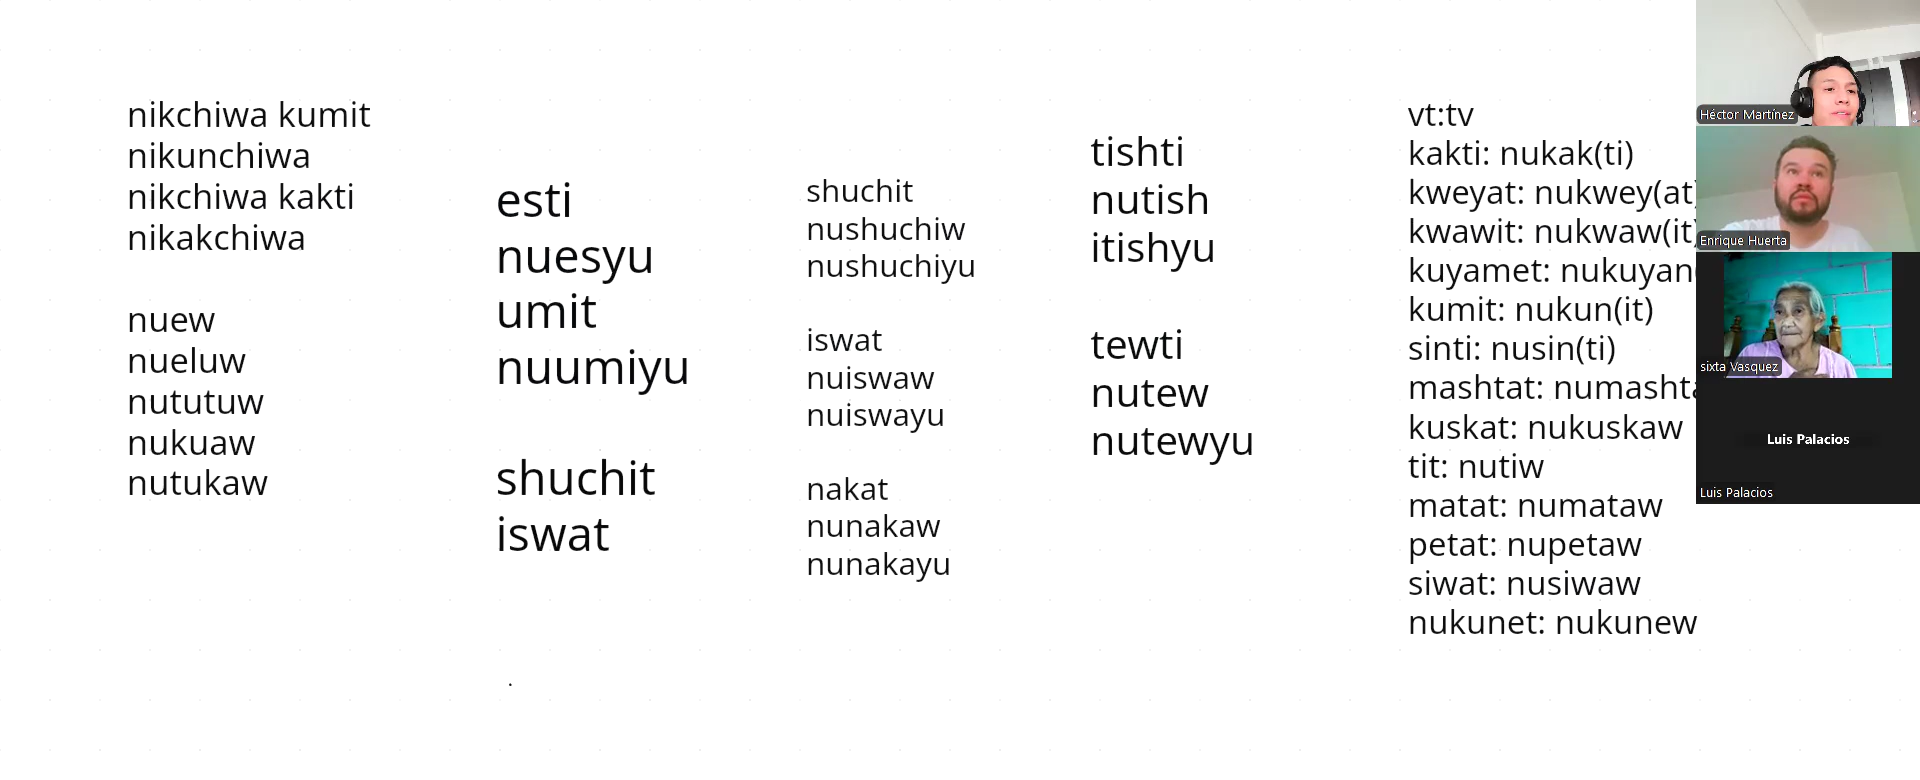 nikchiwa kumit
nikunchiwa
nikchiwa kakti
nikakchiwa
nuew
nueluw
nututuw
nukuaw
nutukaw
esti
nuesyu
umit
nuumiyu
shuchit
iswat
shuchit
nushuchiw
nushuchiyu
iswat
nuiswaw
nuiswayu
nakat
nunakaw
nunakayu
tishti
nutish
itishyu
tewti
nutew
nutewyu
vt:tv
kakti: nukak(ti)
kweyat: nukwey(at)
kwawit: nukwaw(it)
kuyamet:
kumit: nukun(it)
sinti: nusin(ti)
mashtat:
kuskat: nukuskaw
tit: nutiw
matat: numataw
petat: nupetaw
siwat: nusiwaw
nukunet: nukunew
Héctor Martínez
Enrique Huerta
sixta Vasquez
Luis Palacios
Luis Palacios